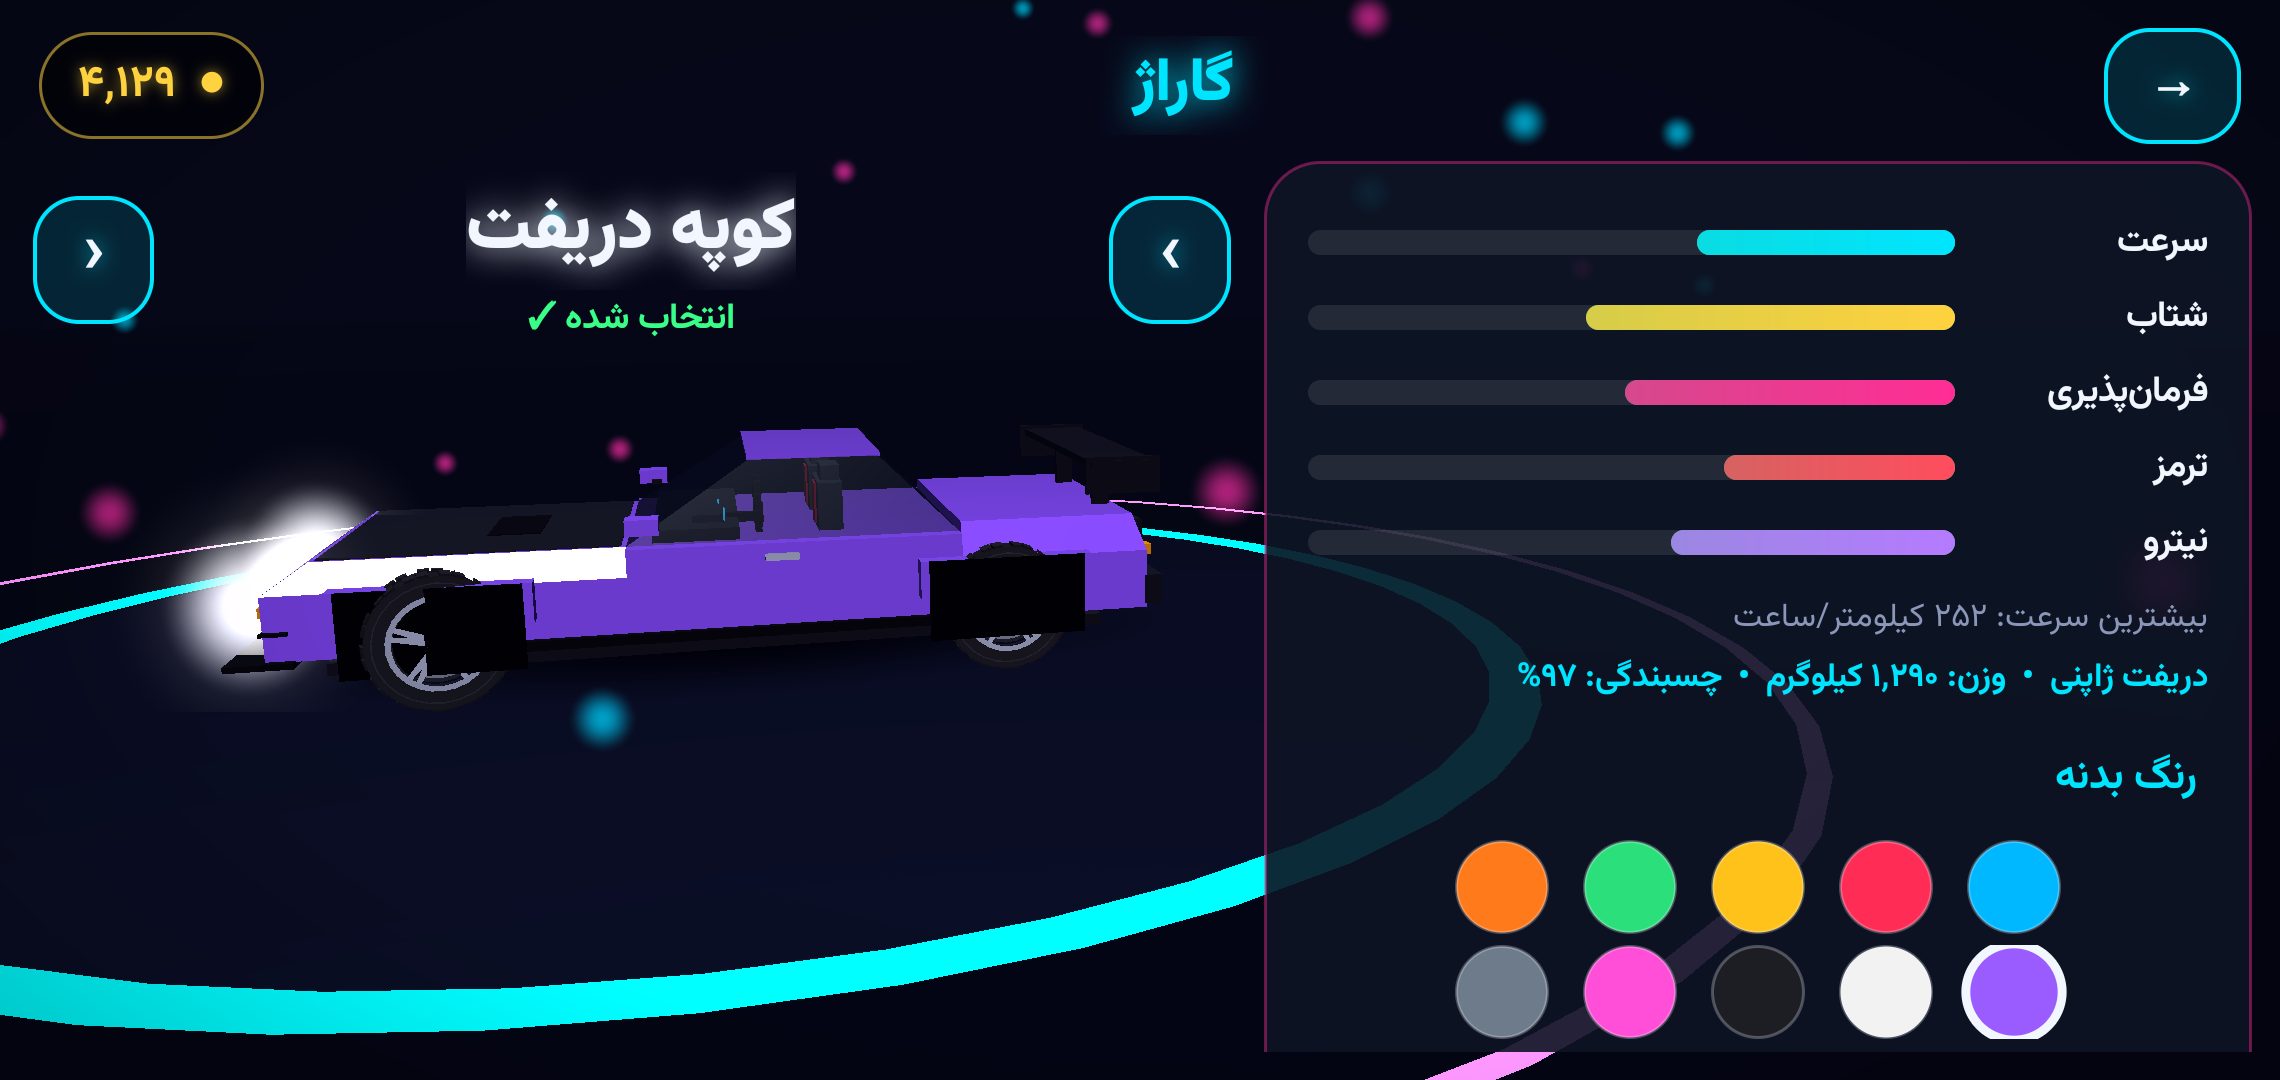 →
گاراژ
۴,۱۲۹
کوپه دریفت
انتخاب شده ✓
سرعت
شتاب
فرمان‌پذیری
ترمز
نیترو
بیشترین سرعت: ۲۵۲ کیلومتر/ساعت
دریفت ژاپنی • وزن: ۱,۲۹۰ کیلوگرم • چسبندگی: ۹۷%
رنگ بدنه